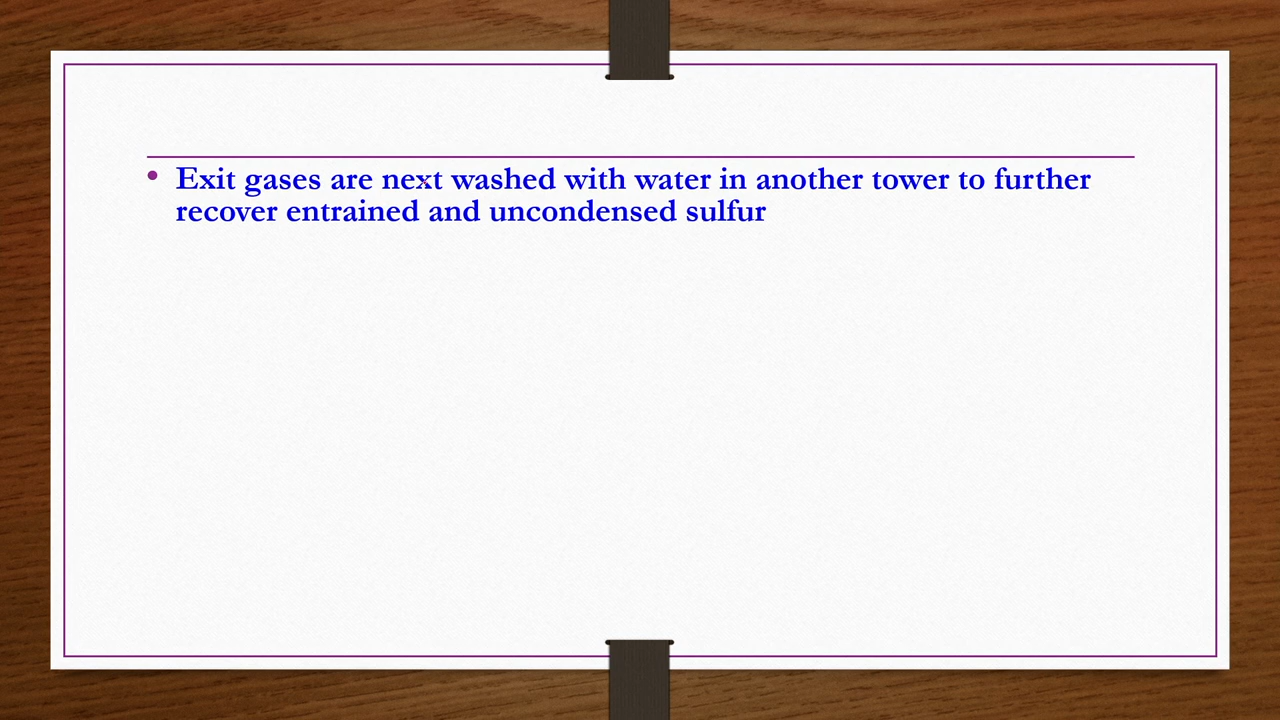 • Exit gases are next washed with water in another tower to further
recover entrained and uncondensed sulfur